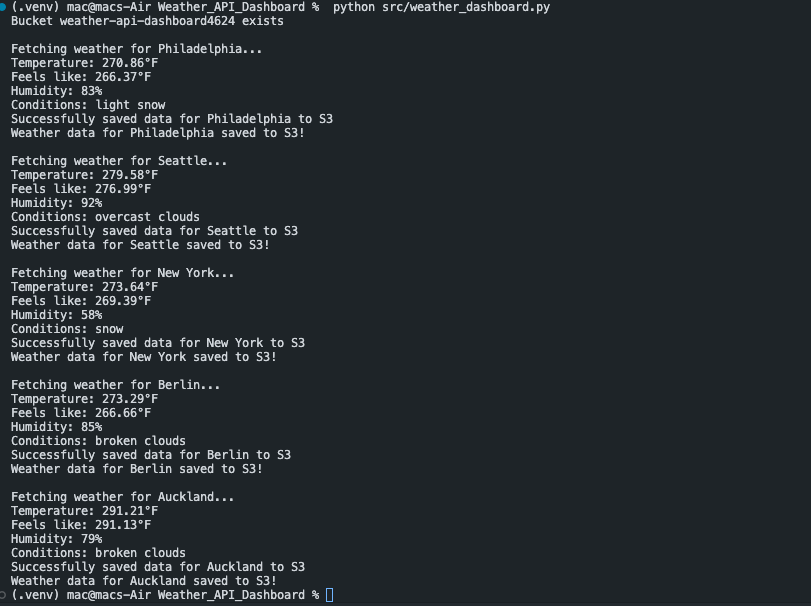 (.venv) mac@macs-Air Weather_API_Dashboard % python src/weather_dashboard.py
Bucket weather-api-dashboard4624 exists
Fetching weather for Philadelphia...
Temperature: 270.86°F
Feels like: 266.37°F
Humidity: 83%
Conditions: light snow
Successfully saved data for Philadelphia to S3
Weather data for Philadelphia saved to S3!
Fetching weather for Seattle...
Temperature: 279.58°F
Feels like: 276.99°F
Humidity: 92%
Conditions: overcast clouds
Successfully saved data for Seattle to S3
Weather data for Seattle saved to S3!
Fetching weather for New York...
Temperature: 273.64°F
Feels like: 269.39°F
Humidity: 58%
Conditions: snow
Successfully saved data for New York to S3
Weather data for New York saved to S3!
Fetching weather for Berlin...
Temperature: 273.29°F
Feels like: 266.66°F
Humidity: 85%
Conditions: broken clouds
Successfully saved data for Berlin to S3
Weather data for Berlin saved to S3!
Fetching weather for Auckland...
Temperature: 291.21°F
Feels like: 291.13°F
Humidity: 79%
Conditions: broken clouds
Successfully saved data for Auckland to S3
Weather data for Auckland saved to S3!
(.venv) mac@macs-Air Weather_API_Dashboard %